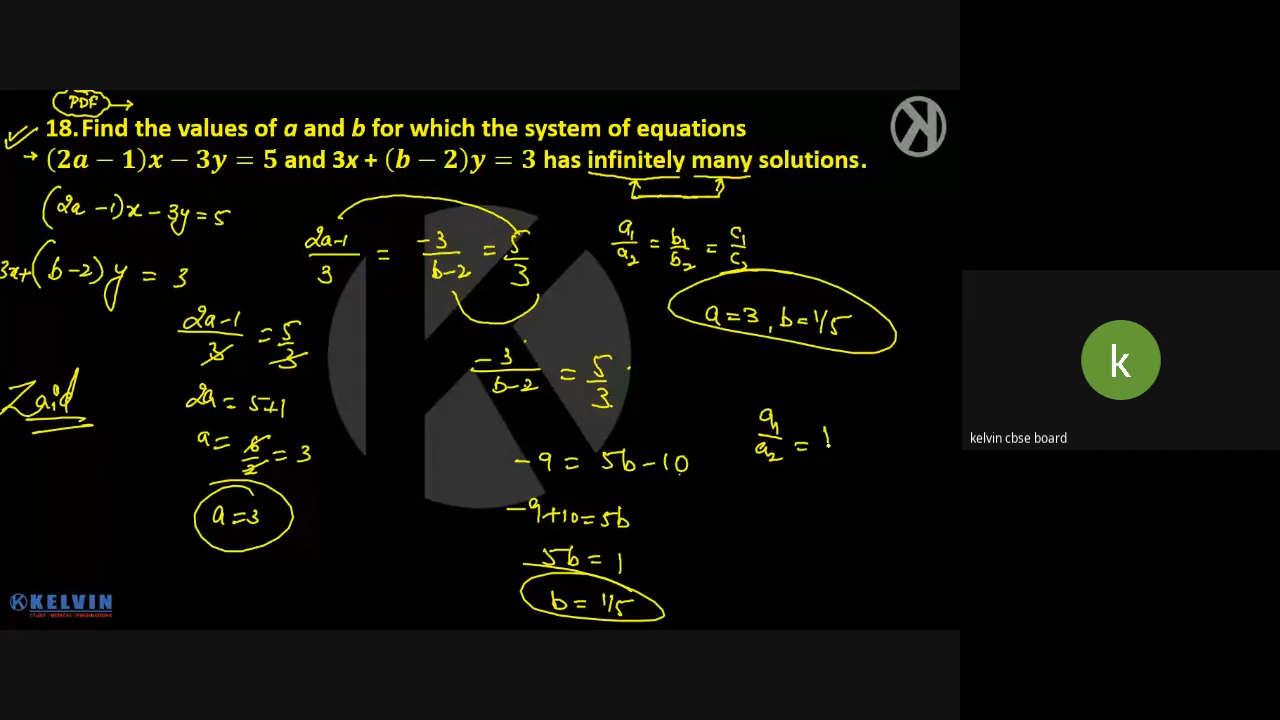 PDF →
18. Find the values of a and b for which the system of equations
→ (2a − 1)x − 3y = 5 and 3x + (b − 2)y = 3 has infinitely many solutions.
(2a -1)x - 3y = 5
3x + (b-2)y = 3
2a-1/3 = -3/b-2 = 5/3
a1/a2 = b1/b2 = c1/c2
a = 3, b = 1/5
2a-1/3 = 5/3
2a = 5+1
a = 6/2 = 3
a = 3
Zaid
-3/b-2 = 5/3
-9 = 5b - 10
-9+10 = 5b
5b = 1
b = 1/5
a1/a2 =
KELVIN
k
kelvin cbse board